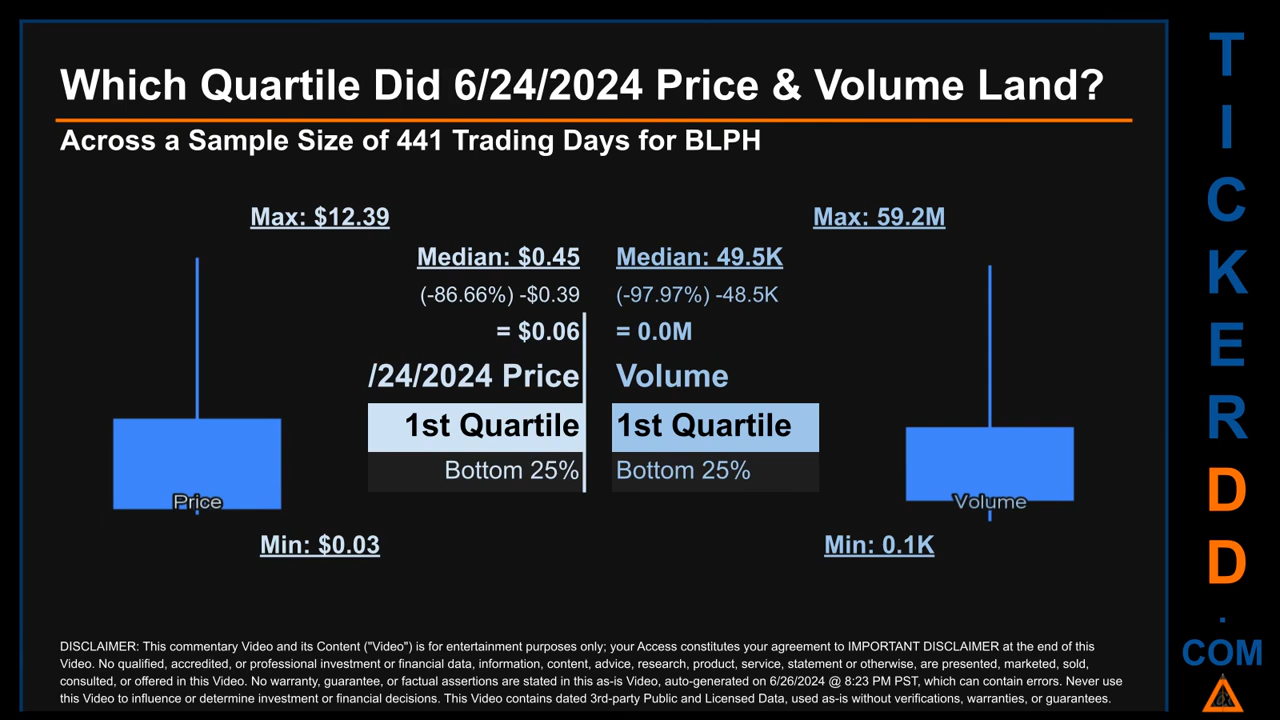 Which Quartile Did 6/24/2024 Price & Volume Land?
Across a Sample Size of 441 Trading Days for BLPH
Max: $12.39
Max: 59.2M
Median: $0.45
Median: 49.5K
(-86.66%) -$0.39
(-97.97%) -48.5K
= $0.06
= 0.0M
/24/2024 Price
Volume
1st Quartile
1st Quartile
Bottom 25%
Bottom 25%
Price
Volume
Min: $0.03
Min: 0.1K
DISCLAIMER: This commentary Video and its Content ("Video") is for entertainment purposes only; your Access constitutes your agreement to IMPORTANT DISCLAIMER at the end of this
Video. No qualified, accredited, or professional investment or financial data, information, content, advice, research, product, service, statement or otherwise, are presented, marketed, sold,
consulted, or offered in this Video. No warranty, guarantee, or factual assertions are stated in this as-is Video, auto-generated on 6/26/2024 @ 8:23 PM PST, which can contain errors. Never use
this Video to influence or determine investment or financial decisions. This Video contains dated 3rd-party Public and Licensed Data, used as-is without verifications, warranties, or guarantees.
T
I
C
K
E
R
D
D
.
COM